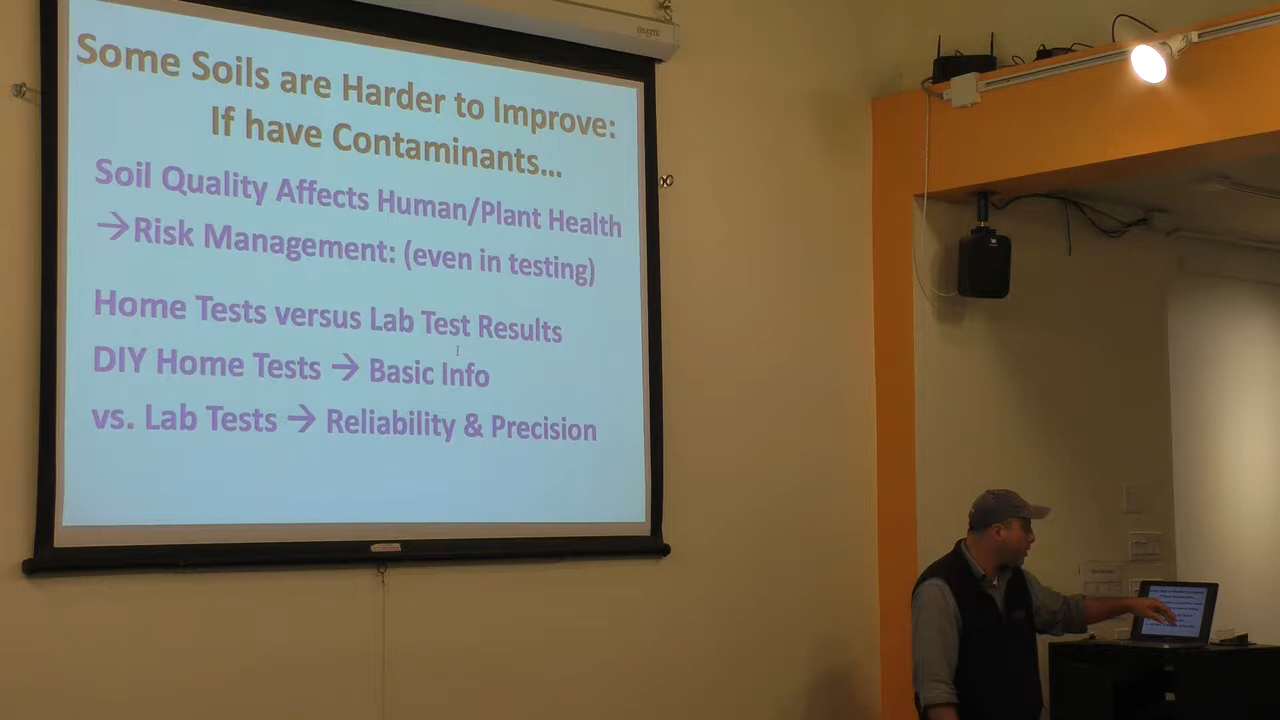 Some Soils are Harder to Improve:
If have Contaminants...
Soil Quality Affects Human/Plant Health
→Risk Management: (even in testing)
Home Tests versus Lab Test Results
DIY Home Tests → Basic Info
vs. Lab Tests → Reliability & Precision